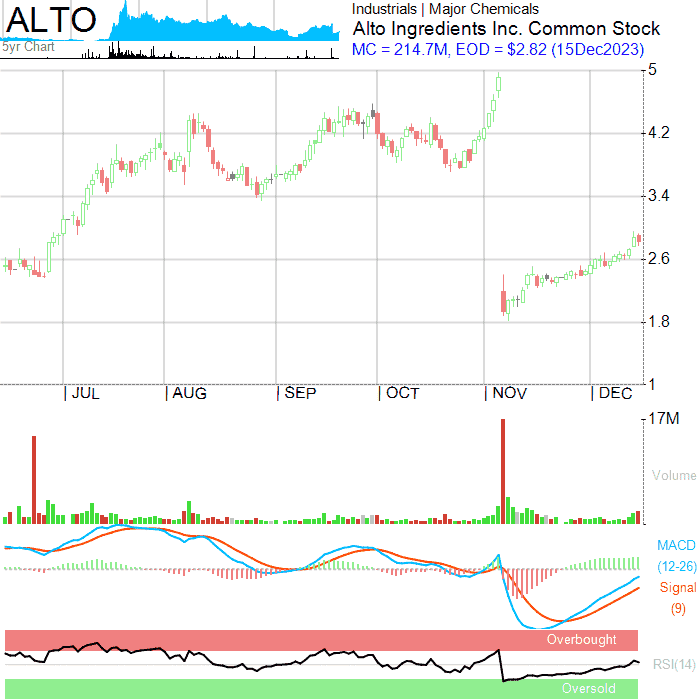 ALTO
5yr Chart
Industrials | Major Chemicals
Alto Ingredients Inc. Common Stock
MC = 214.7M, EOD = $2.82 (15Dec2023)
5
4.2
3.4
2.6
1.8
1
| JUL | AUG | SEP | OCT | NOV | DEC
17M
Volume
MACD
(12-26)
Signal
(9)
Overbought
RSI(14)
Oversold